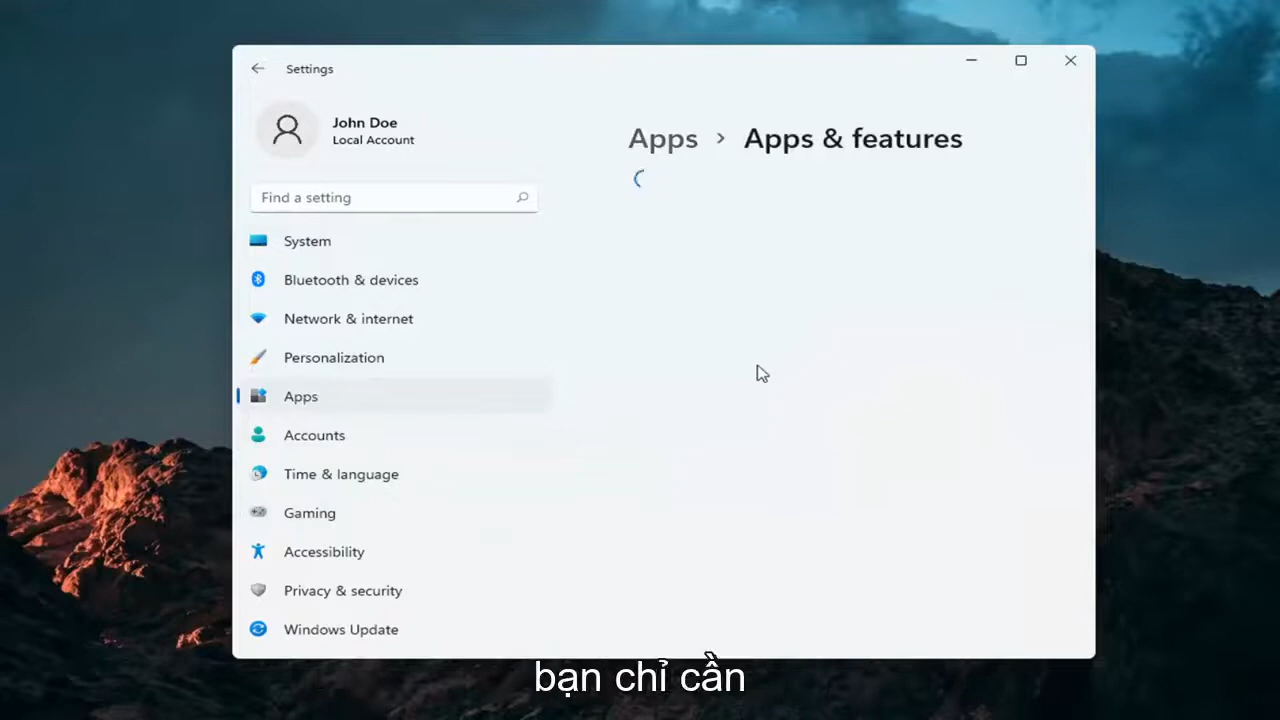 Settings
John Doe
Local Account
Find a setting
System
Bluetooth & devices
Network & internet
Personalization
Apps
Accounts
Time & language
Gaming
Accessibility
Privacy & security
Windows Update
Apps > Apps & features
bạn chỉ cần